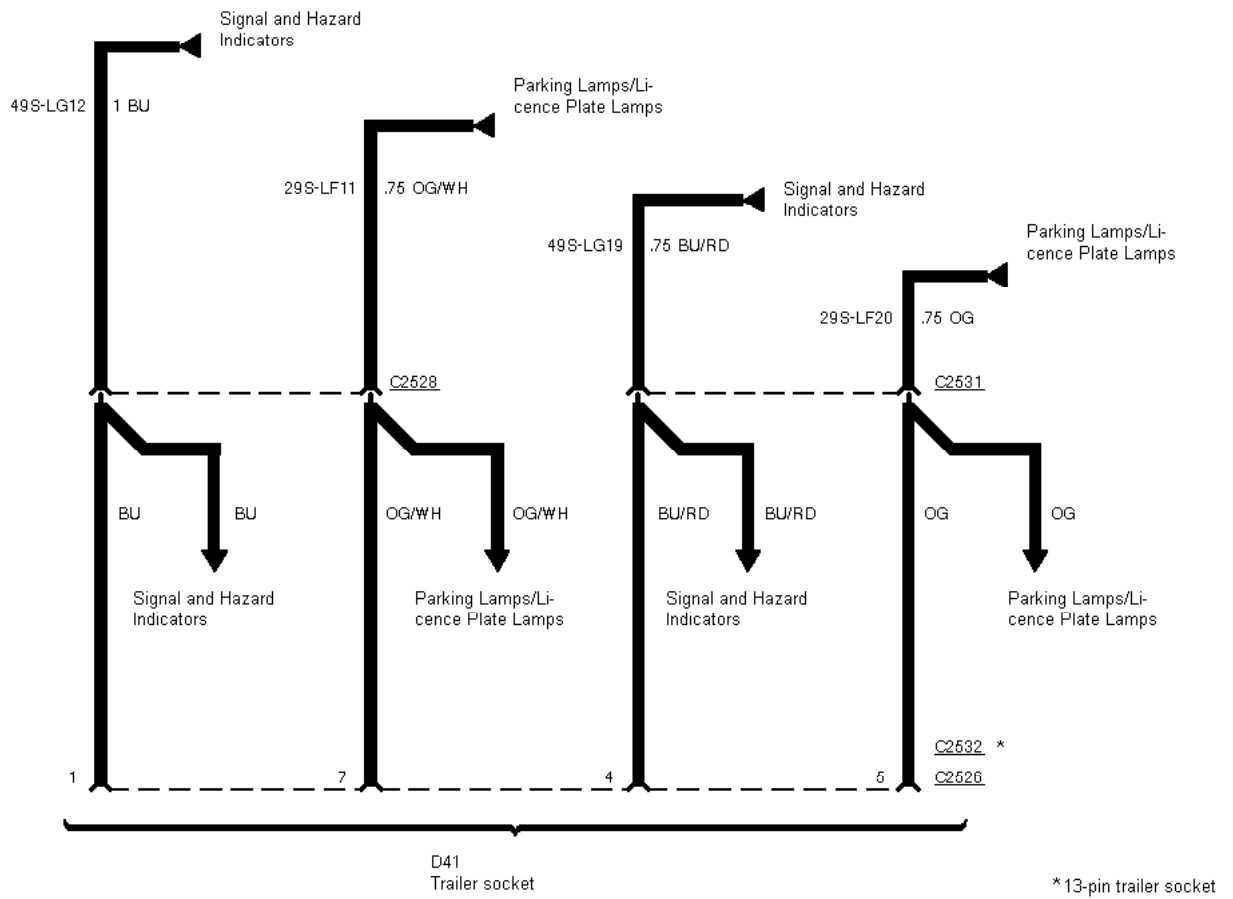 Signal and Hazard
Indicators
49S-LG12
1 BU
Parking Lamps/Li-
cence Plate Lamps
29S-LF11
.75 OG/WH
Signal and Hazard
Indicators
49S-LG19
.75 BU/RD
Parking Lamps/Li-
cence Plate Lamps
29S-LF20
.75 OG
C2528
C2531
BU
BU
OG/WH
OG/WH
BU/RD
BU/RD
OG
OG
Signal and Hazard
Indicators
Parking Lamps/Li-
cence Plate Lamps
Signal and Hazard
Indicators
Parking Lamps/Li-
cence Plate Lamps
C2532 *
1
7
4
5
C2526
D41
Trailer socket
*13-pin trailer socket